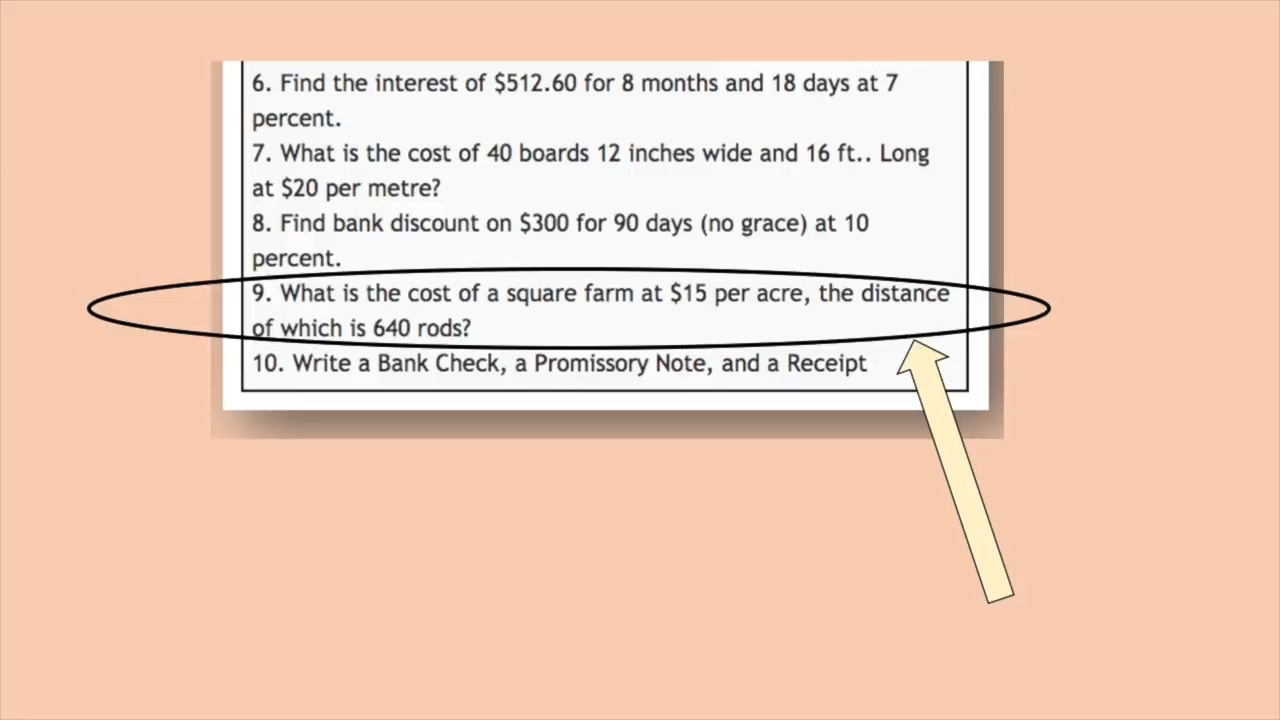 6. Find the interest of $512.60 for 8 months and 18 days at 7
percent.
7. What is the cost of 40 boards 12 inches wide and 16 ft.. Long
at $20 per metre?
8. Find bank discount on $300 for 90 days (no grace) at 10
percent.
9. What is the cost of a square farm at $15 per acre, the distance
of which is 640 rods?
10. Write a Bank Check, a Promissory Note, and a Receipt